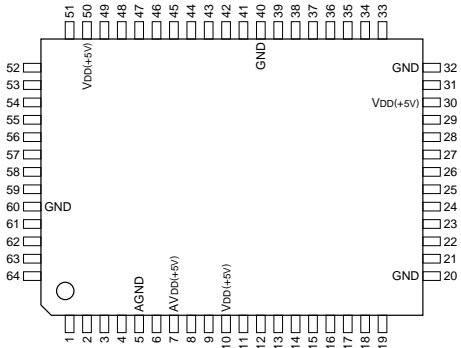 51 50 49 48 47 46 45 44 43 42 41 40 39 38 37 36 35 34 33
VDD(+5V) GND
52 GND 32
53 31
54 VDD(+5V) 30
55 29
56 28
57 27
58 26
59 25
60 GND 24
61 23
62 22
63 21
64 GND 20
AGND AVDD(+5V) VDD(+5V)
1 2 3 4 5 6 7 8 9 10 11 12 13 14 15 16 17 18 19